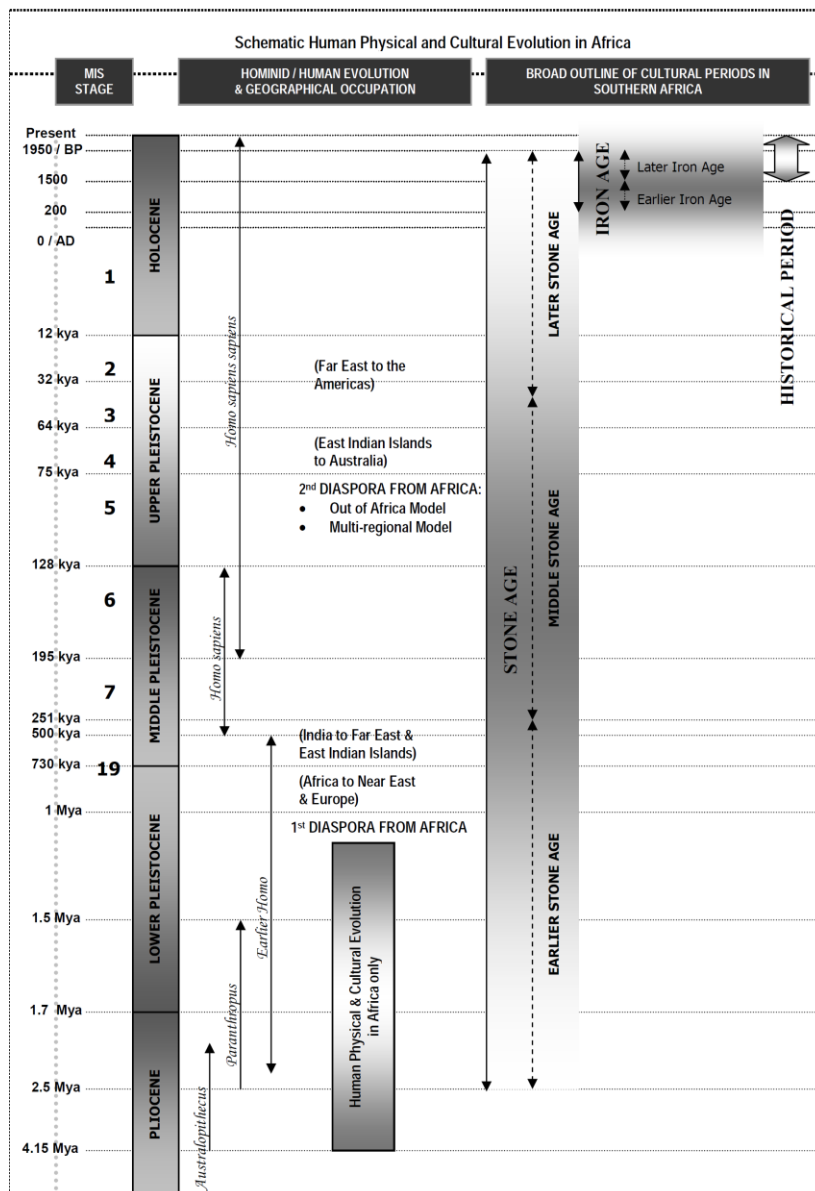 Schematic Human Physical and Cultural Evolution in Africa
MIS
STAGE
HOMINID / HUMAN EVOLUTION
& GEOGRAPHICAL OCCUPATION
BROAD OUTLINE OF CULTURAL PERIODS IN
SOUTHERN AFRICA
Present
1950 / BP
1500
200
0 / AD
12 kya
32 kya
64 kya
75 kya
128 kya
195 kya
251 kya
500 kya
730 kya
1 Mya
1.5 Mya
1.7 Mya
2.5 Mya
4.15 Mya
1
2
3
4
5
6
7
19
HOLOCENE
UPPER PLEISTOCENE
MIDDLE PLEISTOCENE
LOWER PLEISTOCENE
PLIOCENE
Homo sapiens sapiens
Homo sapiens
Earlier Homo
Paranthropus
Australopithecus
(Far East to the
Americas)
(East Indian Islands
to Australia)
2nd DIASPORA FROM AFRICA:
• Out of Africa Model
• Multi-regional Model
(India to Far East &
East Indian Islands)
(Africa to Near East
& Europe)
1st DIASPORA FROM AFRICA
Human Physical & Cultural Evolution
in Africa only
STONE AGE
LATER STONE AGE
MIDDLE STONE AGE
EARLIER STONE AGE
IRON AGE
Later Iron Age
Earlier Iron Age
HISTORICAL PERIOD